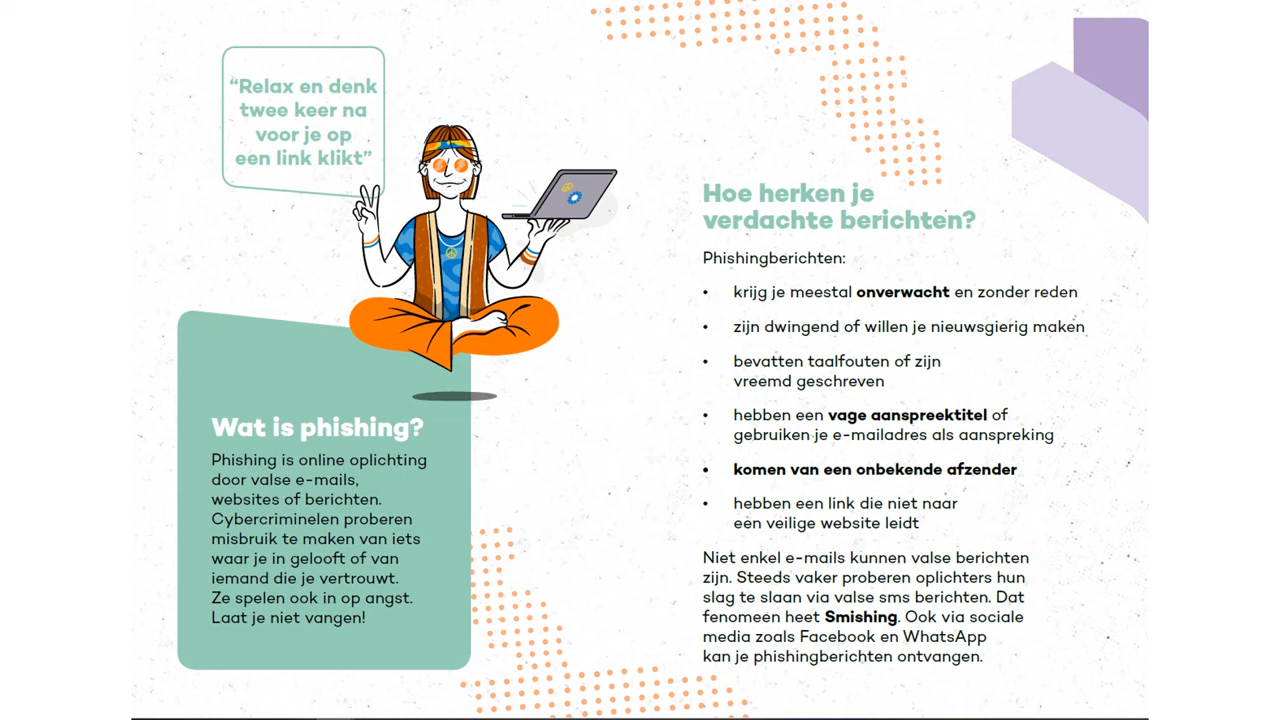 “Relax en denk
twee keer na
voor je op
een link klikt”
Wat is phishing?
Phishing is online oplichting
door valse e-mails,
websites of berichten.
Cybercriminelen proberen
misbruik te maken van iets
waar je in gelooft of van
iemand die je vertrouwt.
Ze spelen ook in op angst.
Laat je niet vangen!
Hoe herken je
verdachte berichten?
Phishingberichten:
• krijg je meestal onverwacht en zonder reden
• zijn dwingend of willen je nieuwsgierig maken
• bevatten taalfouten of zijn
vreemd geschreven
• hebben een vage aanspreektitel of
gebruiken je e-mailadres als aanspreking
• komen van een onbekende afzender
• hebben een link die niet naar
een veilige website leidt
Niet enkel e-mails kunnen valse berichten
zijn. Steeds vaker proberen oplichters hun
slag te slaan via valse sms berichten. Dat
fenomeen heet Smishing. Ook via sociale
media zoals Facebook en WhatsApp
kan je phishingberichten ontvangen.